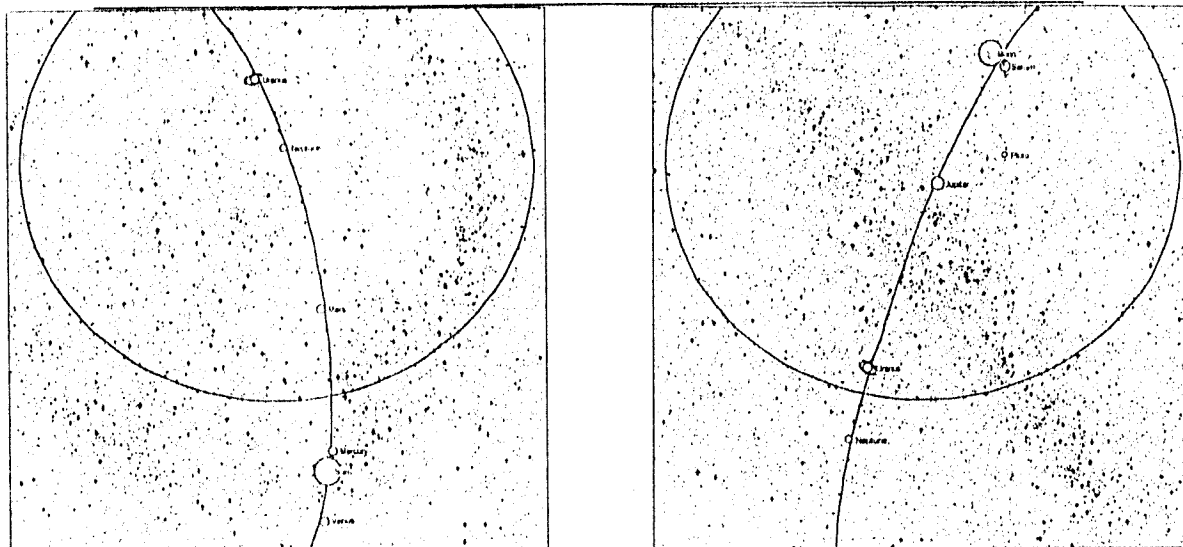 Uranus
Neptune
Mars
Mercury
Venus
Moon
Saturn
Pluto
Jupiter
Uranus
Neptune